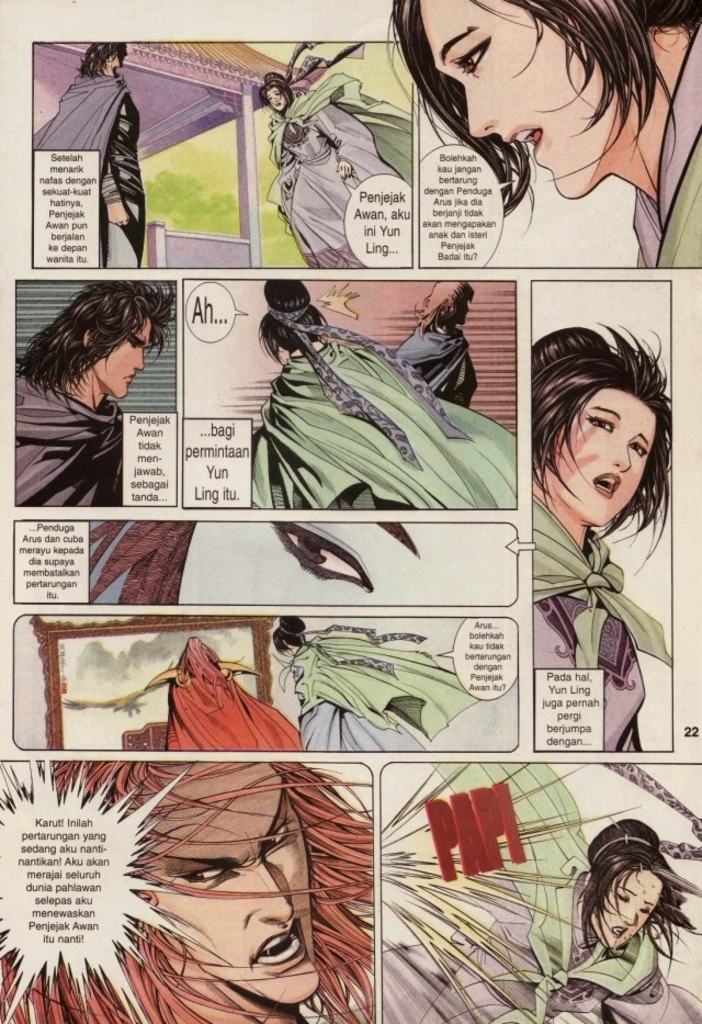 Setelah
menarik
nafas dengan
sekuat-kuat
hatinya,
Penjejak
Awan pun
berjalan
ke depan
wanita itu.
Penjejak
Awan, aku
ini Yun
Ling...
Bolehkah
kau jangan
bertarung
dengan Penduga
Arus jika dia
berjanji tidak
akan mengapakan
anak dan isteri
Penjejak
Badai itu?
Penjejak
Awan
tidak
men-
jawab,
sebagai
tanda...
Ah...
...bagi
permintaan
Yun
Ling itu.
Pada hal,
Yun Ling
juga pernah
pergi
berjumpa
dengan...
...Penduga
Arus dan cuba
merayu kepada
dia supaya
membatalkan
pertarungan
itu.
Arus...
bolehkah
kau tidak
bertarungan
dengan
Penjejak
Awan itu?
22
Karut! Inilah
pertarungan yang
sedang aku nanti-
nantikan! Aku akan
merajai seluruh
dunia pahlawan
selepas aku
menewaskan
Penjejak Awan
itu nanti!
PAP!